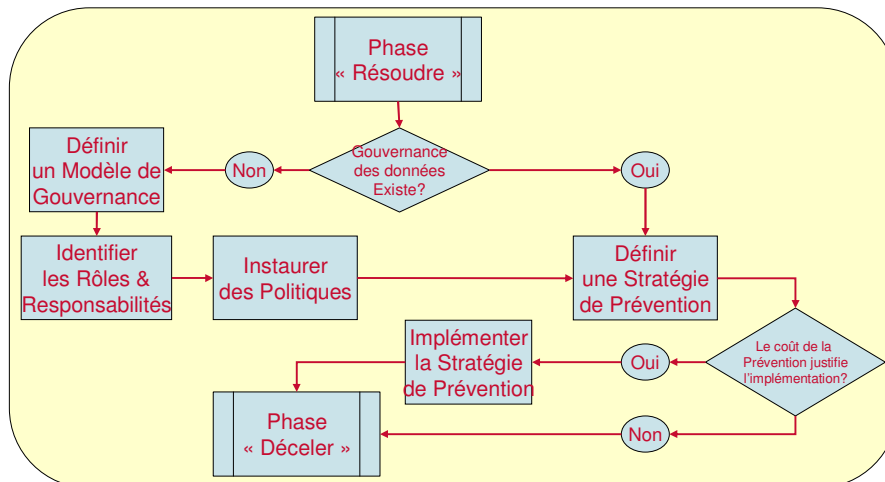 Phase
« Résoudre »
Gouvernance
des données
Existe?
Non
Oui
Définir
un Modèle de
Gouvernance
Identifier
les Rôles &
Responsabilités
Instaurer
des Politiques
Définir
une Stratégie
de Prévention
Le coût de la
Prévention justifie
l'implémentation?
Oui
Implémenter
la Stratégie
de Prévention
Non
Phase
« Déceler »